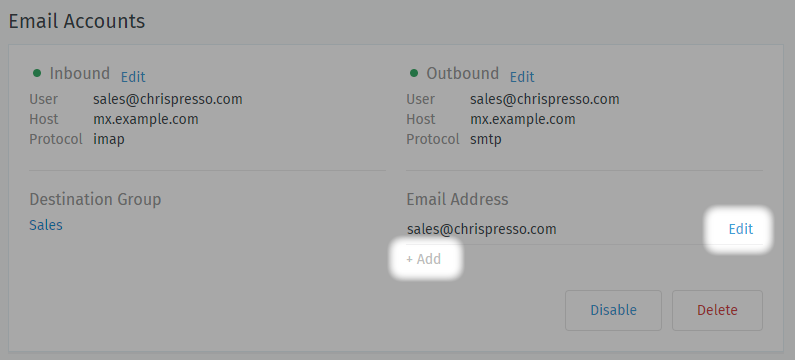 Email Accounts
Inbound Edit
User sales@chrispresso.com
Host mx.example.com
Protocol imap
Outbound Edit
User sales@chrispresso.com
Host mx.example.com
Protocol smtp
Destination Group
Sales
Email Address
sales@chrispresso.com Edit
+ Add
Disable Delete